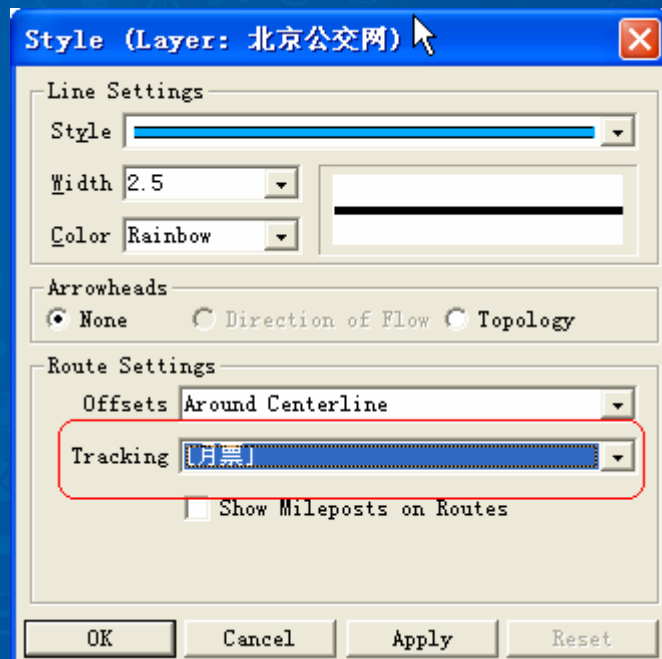 Style (Layer: 北京公交网)
Line Settings
Style
Width 2.5
Color Rainbow
Arrowheads
None Direction of Flow Topology
Route Settings
Offsets Around Centerline
Tracking [月票]
Show Mileposts on Routes
OK Cancel Apply Reset